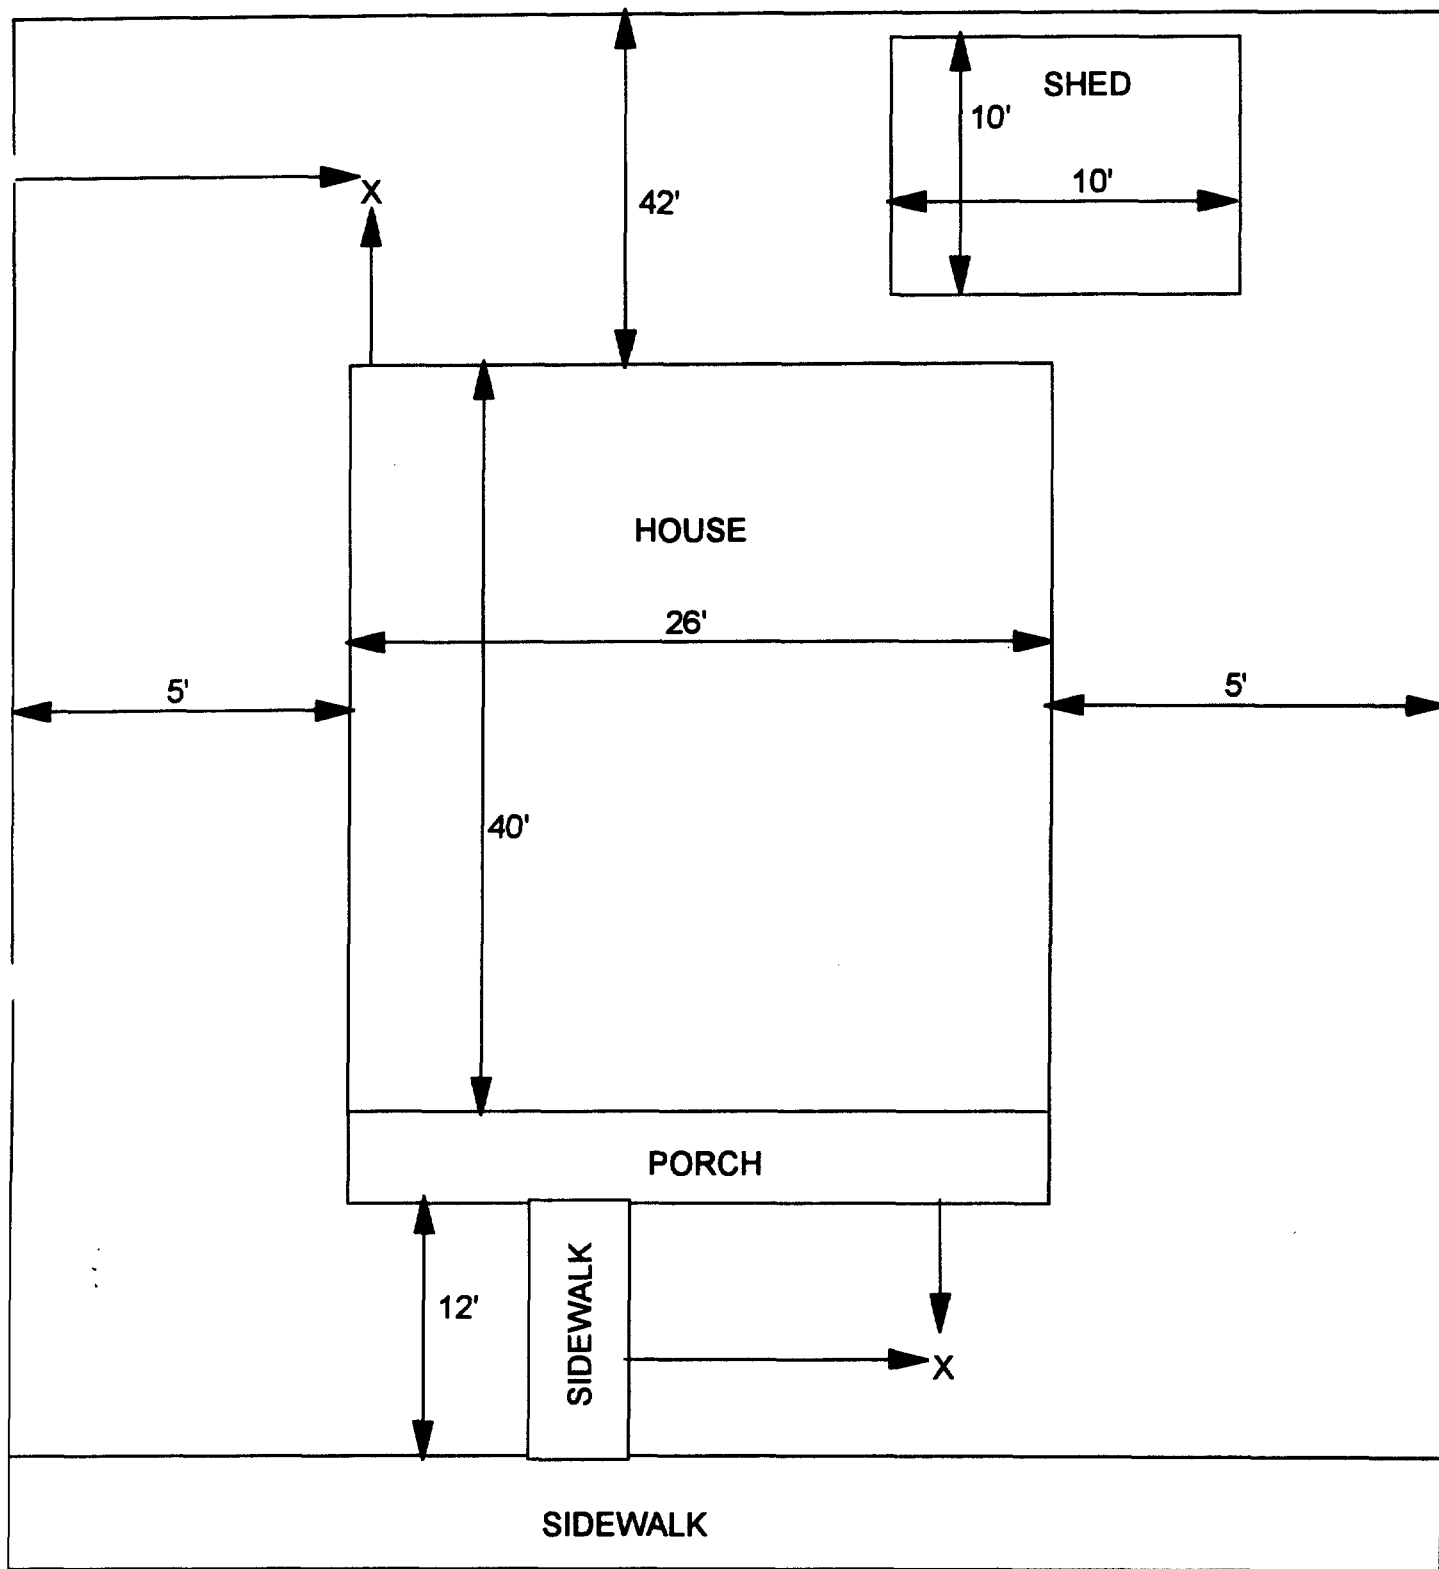 SHED
10'
10'
X
42'
HOUSE
26'
5'
5'
40'
PORCH
SIDEWALK
12'
X
SIDEWALK